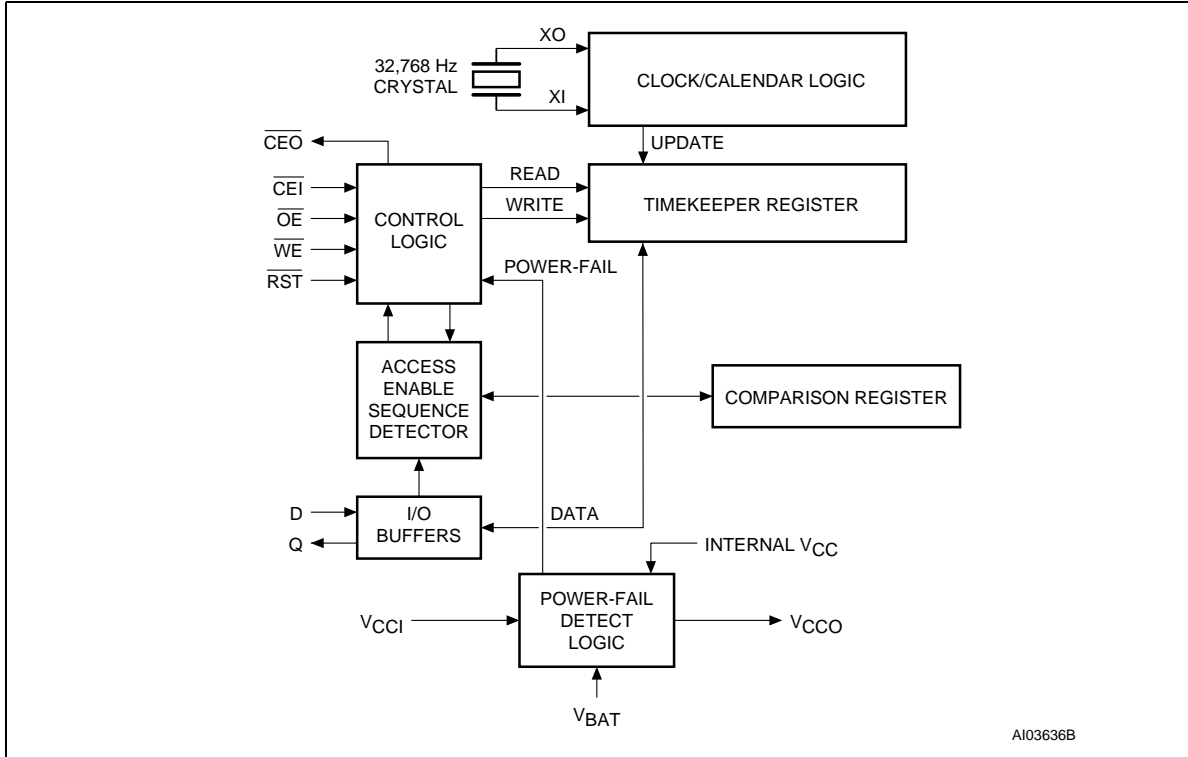 XO
32,768 Hz
CRYSTAL
XI
CLOCK/CALENDAR LOGIC
UPDATE
CEO
CEI
OE
WE
RST
CONTROL
LOGIC
READ
WRITE
TIMEKEEPER REGISTER
POWER-FAIL
ACCESS
ENABLE
SEQUENCE
DETECTOR
COMPARISON REGISTER
D
Q
I/O
BUFFERS
DATA
INTERNAL VCC
POWER-FAIL
DETECT
LOGIC
VCCI
VCCO
VBAT
AI03636B